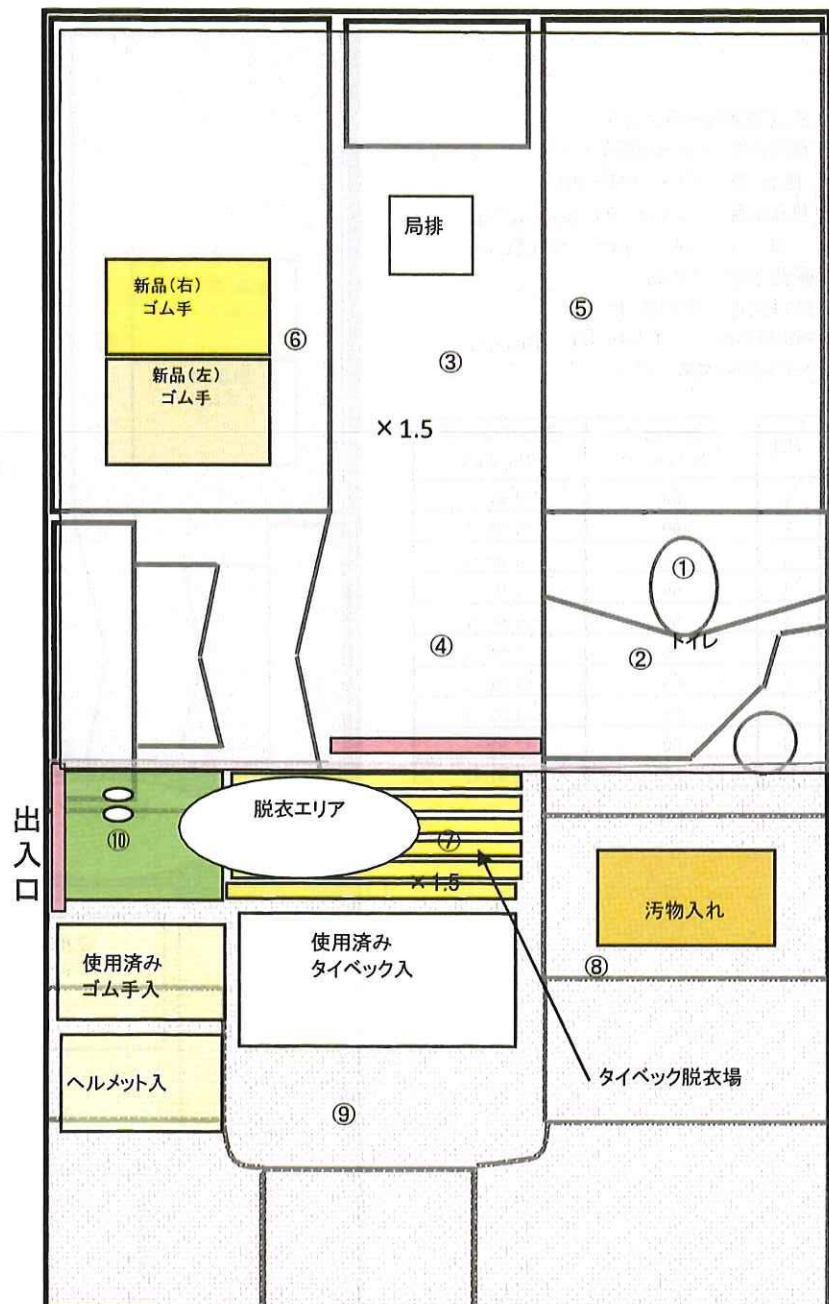 局排
新品(右)
ゴム手
⑥
⑤
③
新品(左)
ゴム手
×1.5
①
④
②
トイレ
出入口
脱衣エリア
⑩
⑦
×1.5
汚物入れ
使用済み
タイベック入
使用済み
ゴム手入
⑧
ヘルメット入
タイベック脱衣場
⑨